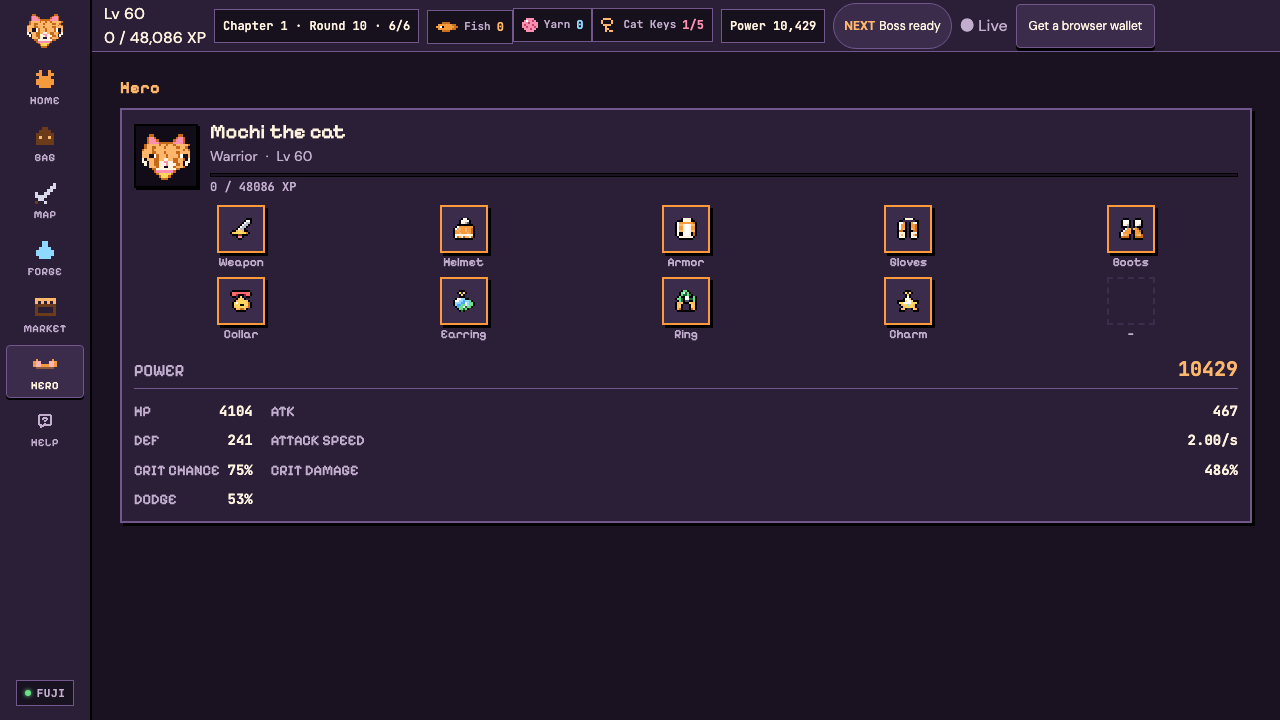 Lv 60
0 / 48,086 XP
Chapter 1 · Round 10 · 6/6
Fish 0
Yarn 0
Cat Keys 1/5
Power 10,429
NEXT Boss ready
Live
Get a browser wallet
HOME
BAG
MAP
FORGE
MARKET
HERO
HELP
FUJI
Hero
Mochi the cat
Warrior · Lv 60
0 / 48086 XP
Weapon
Helmet
Armor
Gloves
Boots
Collar
Earring
Ring
Charm
–
POWER 10429
HP 4104 ATK 467
DEF 241 ATTACK SPEED 2.00/s
CRIT CHANCE 75% CRIT DAMAGE 486%
DODGE 53%